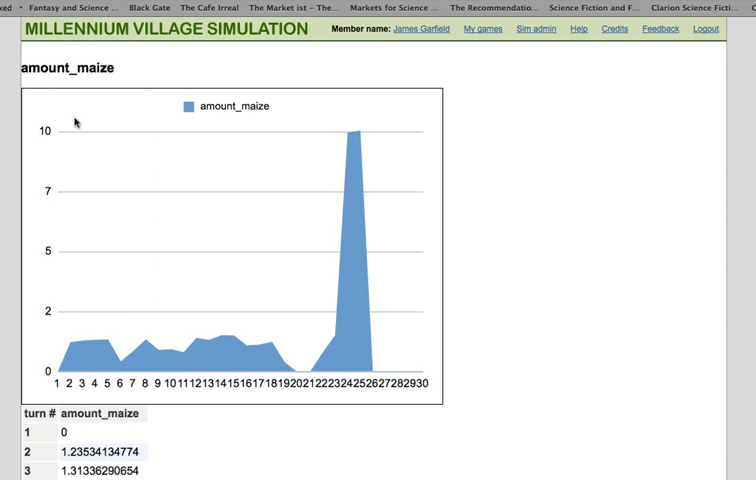 ked Fantasy and Science ... Black Gate The Cafe Irreal The Market ist – The... Markets for Science ... The Recommendatio... Science Fiction and F... Clarion Science Ficti...
MILLENNIUM VILLAGE SIMULATION Member name: James Garfield My games Sim admin Help Credits Feedback Logout
amount_maize
amount_maize
10
7
5
2
0
1 2 3 4 5 6 7 8 9 10 11 12 13 14 15 16 17 18 19 20 21 22 23 24 25 26 27 28 29 30
turn # amount_maize
1 0
2 1.23534134774
3 1.31336290654